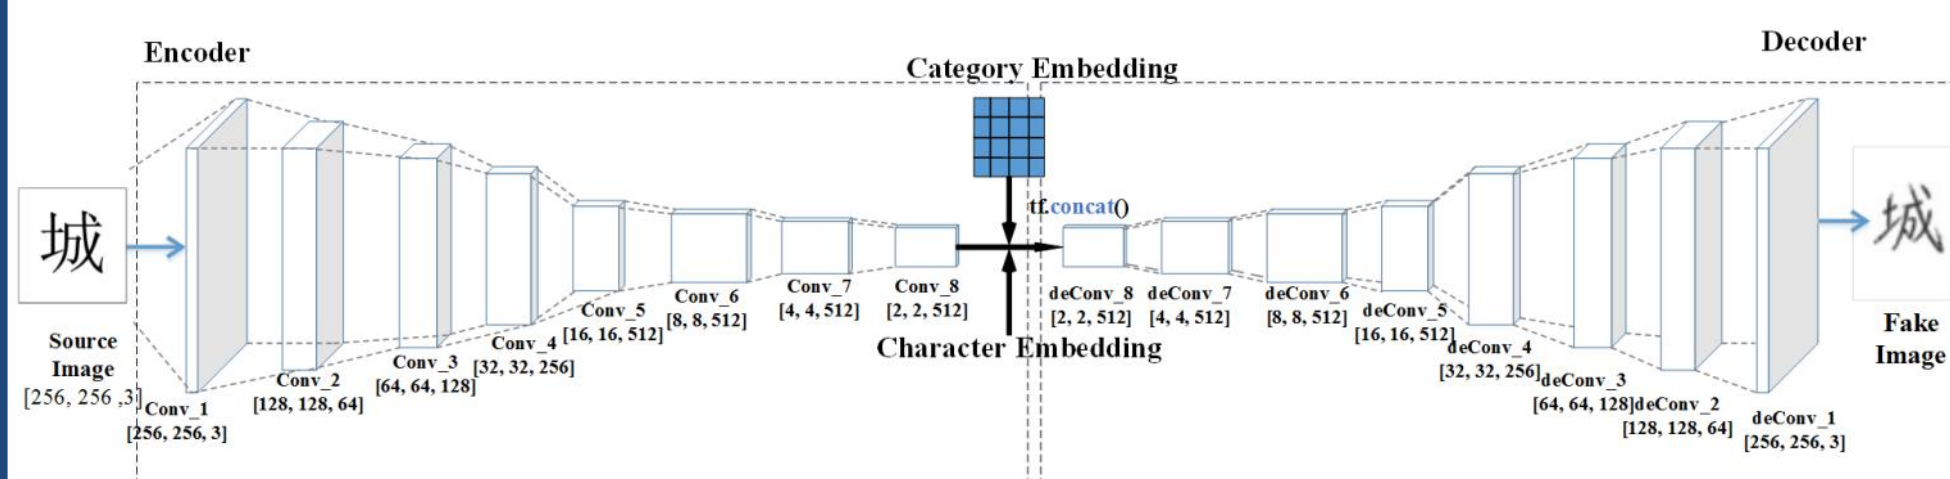 Encoder
Decoder
Category Embedding
tf.concat()
城
城
Source
Image
[256, 256 ,3]
Conv_1
[256, 256, 3]
Conv_2
[128, 128, 64]
Conv_3
[64, 64, 128]
Conv_4
[32, 32, 256]
Conv_5
[16, 16, 512]
Conv_6
[8, 8, 512]
Conv_7
[4, 4, 512]
Conv_8
[2, 2, 512]
Character Embedding
deConv_8
[2, 2, 512]
deConv_7
[4, 4, 512]
deConv_6
[8, 8, 512]
deConv_5
[16, 16, 512]
deConv_4
[32, 32, 256]
deConv_3
[64, 64, 128]
deConv_2
[128, 128, 64]
deConv_1
[256, 256, 3]
Fake
Image